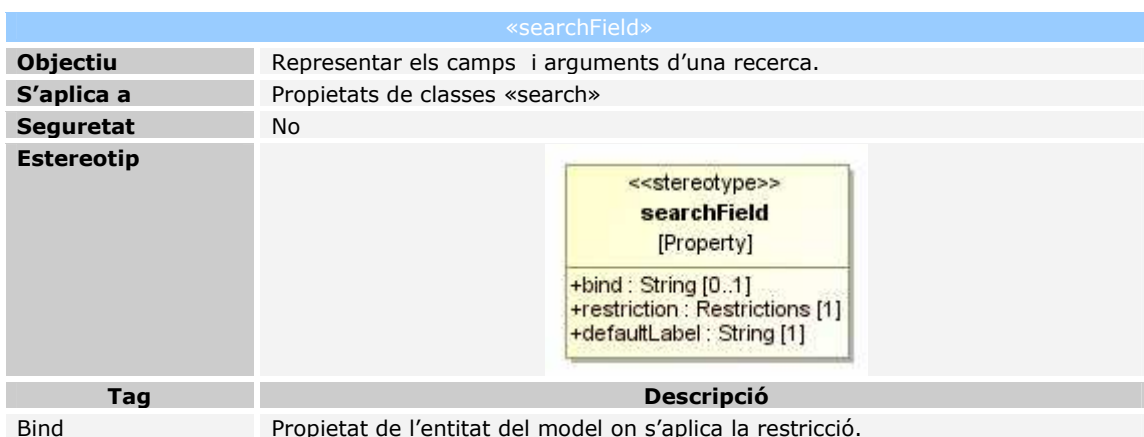 «searchField»
Objectiu Representar els camps i arguments d’una recerca.
S’aplica a Propietats de classes «search»
Seguretat No
Estereotip
<<stereotype>>
searchField
[Property]
+bind : String [0..1]
+restriction : Restrictions [1]
+defaultLabel : String [1]
Tag Descripció
Bind Propietat de l’entitat del model on s’aplica la restricció.